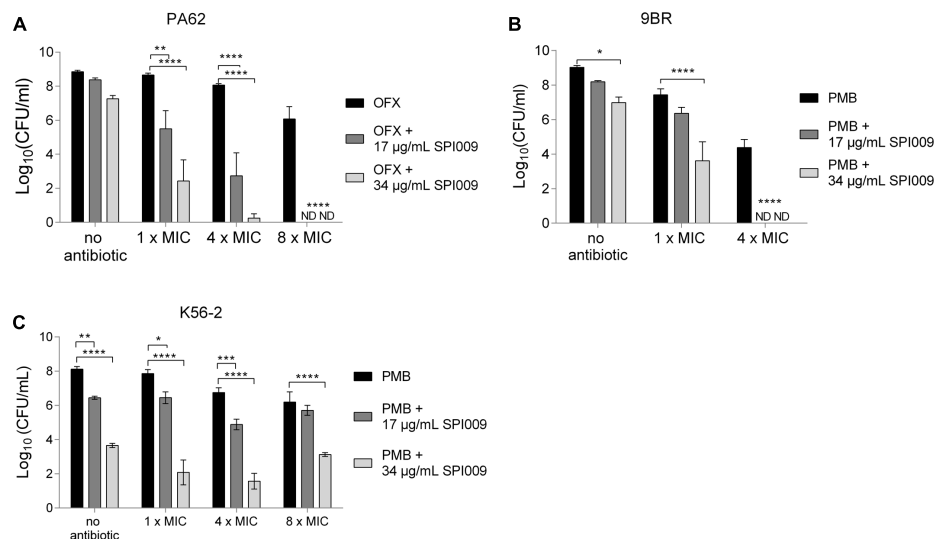 PA62
A
Log10(CFU/ml)
10
8
6
4
2
0
** ****
****
****
****
ND ND
no antibiotic
1 x MIC
4 x MIC
8 x MIC
OFX
OFX +
17 µg/mL SPI009
OFX +
34 µg/mL SPI009
9BR
B
Log10(CFU/ml)
10
8
6
4
2
0
*
****
****
ND ND
no antibiotic
1 x MIC
4 x MIC
PMB
PMB +
17 µg/mL SPI009
PMB +
34 µg/mL SPI009
K56-2
C
Log10 (CFU/mL)
10
8
6
4
2
0
**
****
*
****
***
****
****
no antibiotic
1 x MIC
4 x MIC
8 x MIC
PMB
PMB +
17 µg/mL SPI009
PMB +
34 µg/mL SPI009